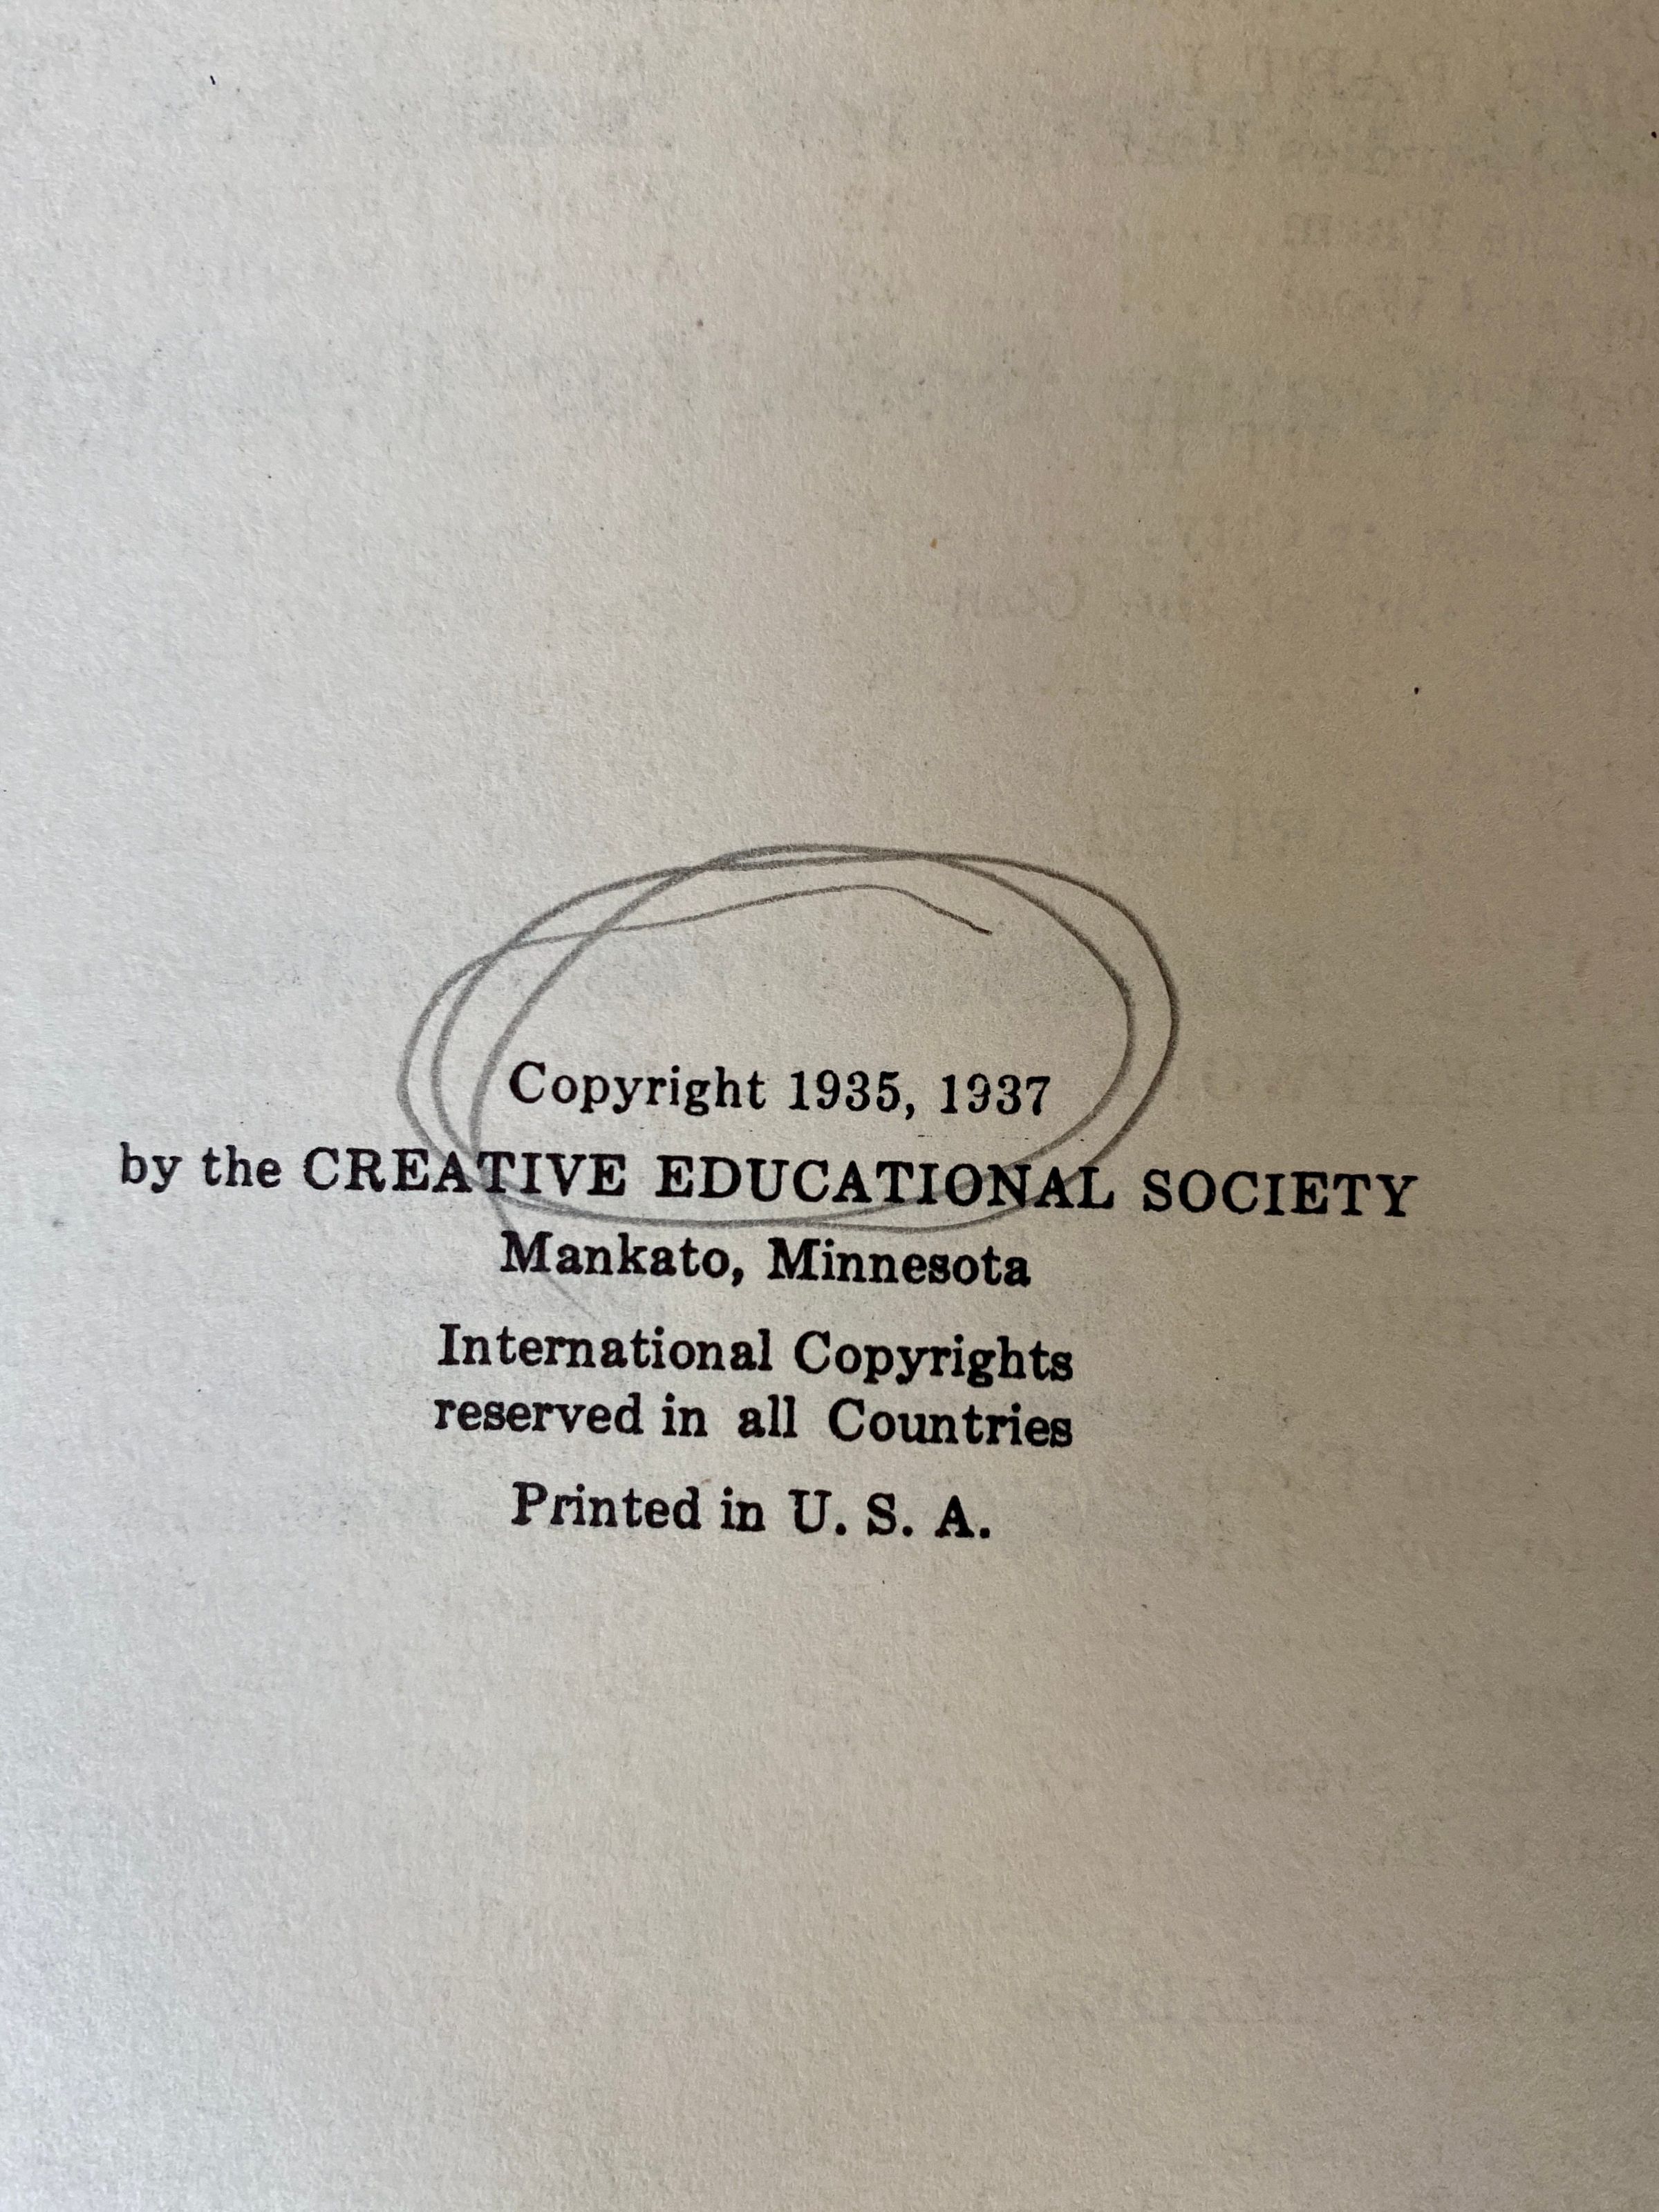 Copyright 1935, 1937
by the CREATIVE EDUCATIONAL SOCIETY
Mankato, Minnesota
International Copyrights
reserved in all Countries
Printed in U. S. A.